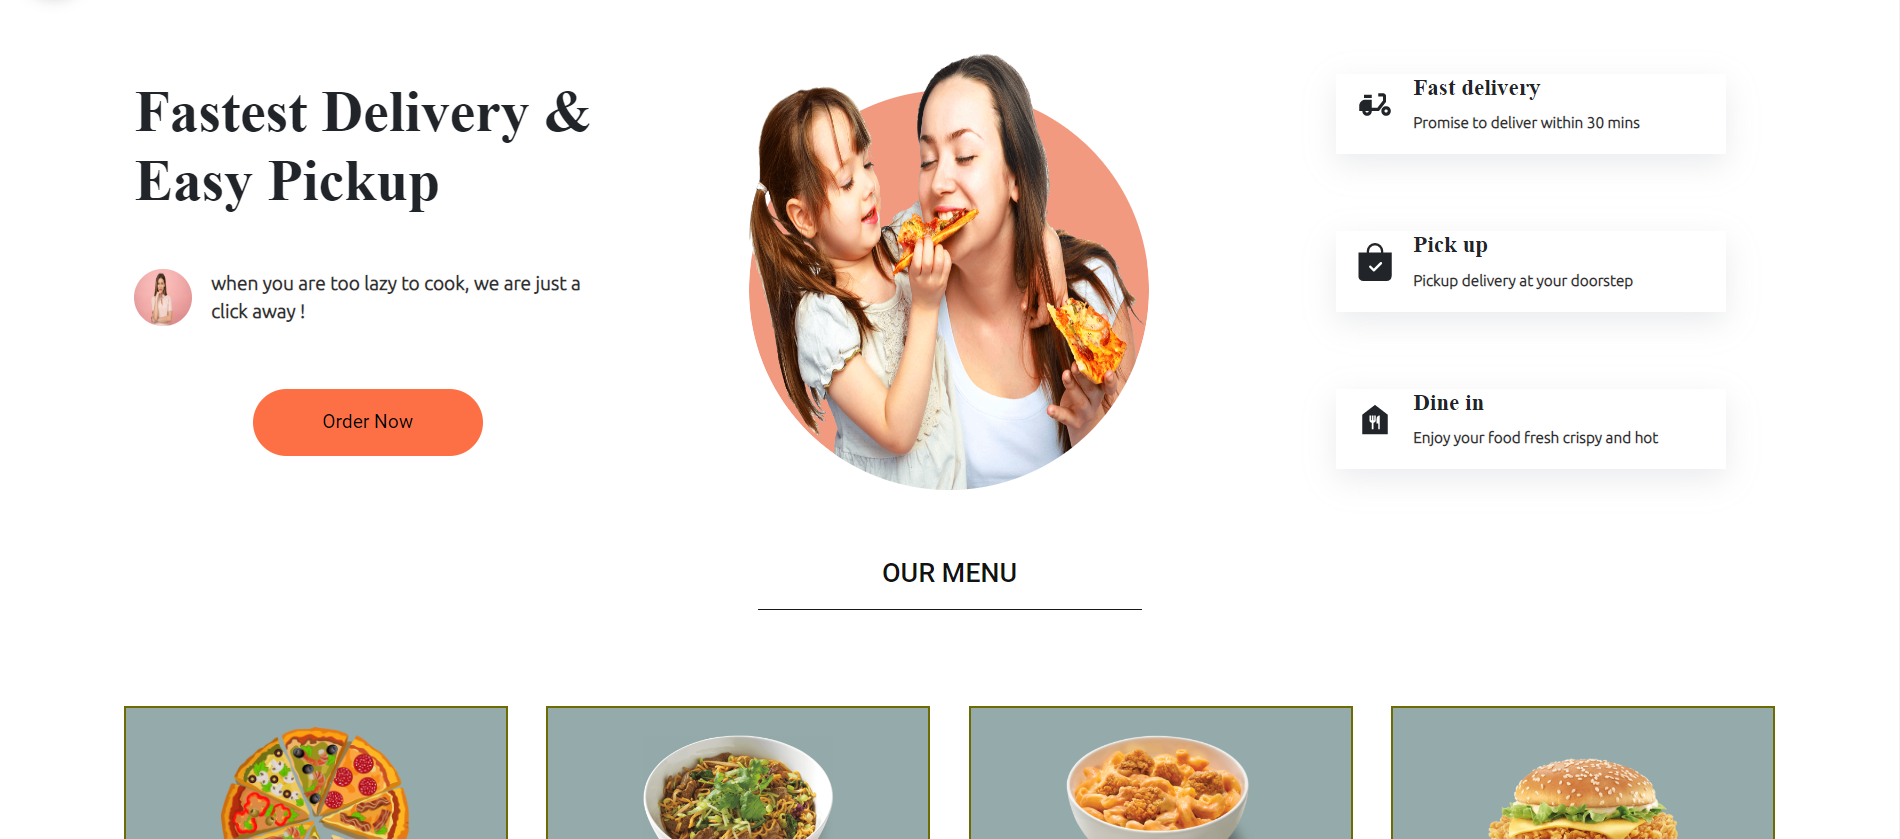 Fastest Delivery &
Easy Pickup
when you are too lazy to cook, we are just a
click away !
Order Now
Fast delivery
Promise to deliver within 30 mins
Pick up
Pickup delivery at your doorstep
Dine in
Enjoy your food fresh crispy and hot
OUR MENU